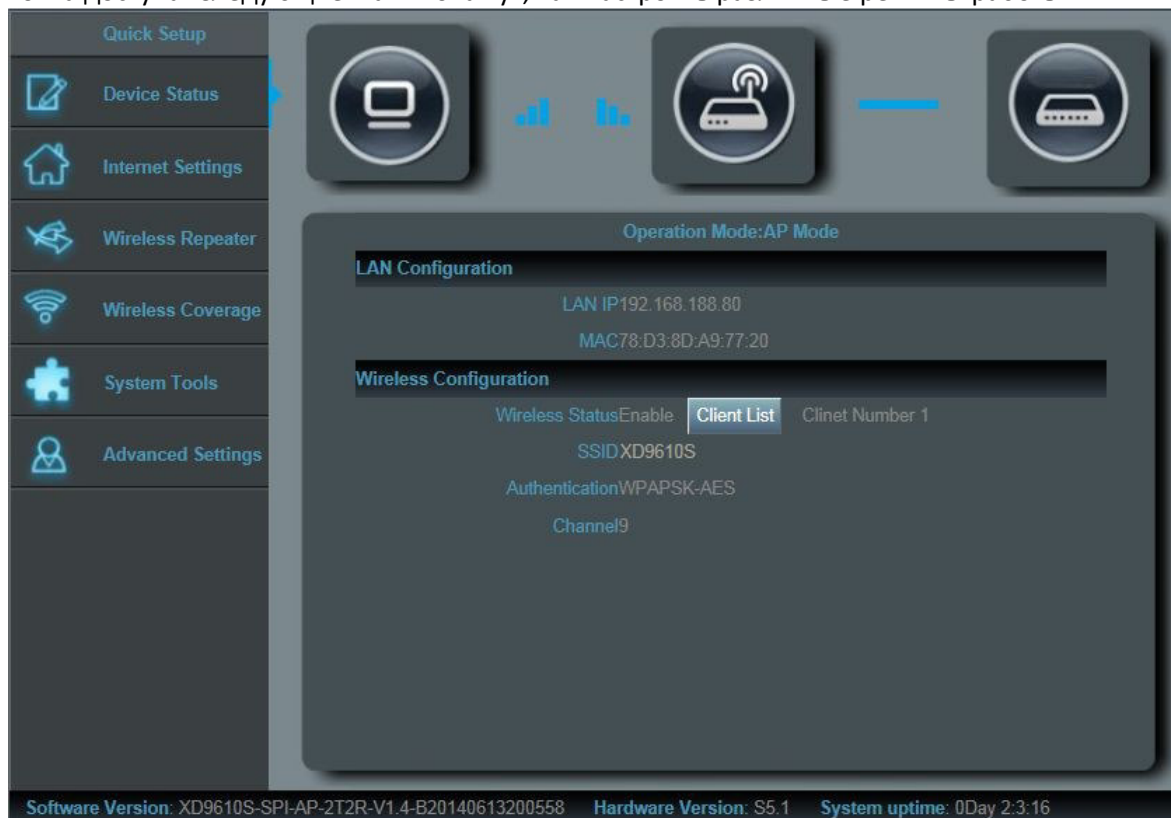 Quick Setup
Device Status
Internet Settings
Wireless Repeater
Wireless Coverage
System Tools
Advanced Settings
Operation Mode:AP Mode
LAN Configuration
LAN IP192.168.188.80
MAC78:D3:8D:A9:77:20
Wireless Configuration
Wireless StatusEnable Client List Clinet Number 1
SSIDXD9610S
AuthenticationWPAPSK-AES
Channel9
Software Version: XD9610S-SPI-AP-2T2R-V1.4-B20140613200558 Hardware Version: S5.1 System uptime: 0Day 2:3:16